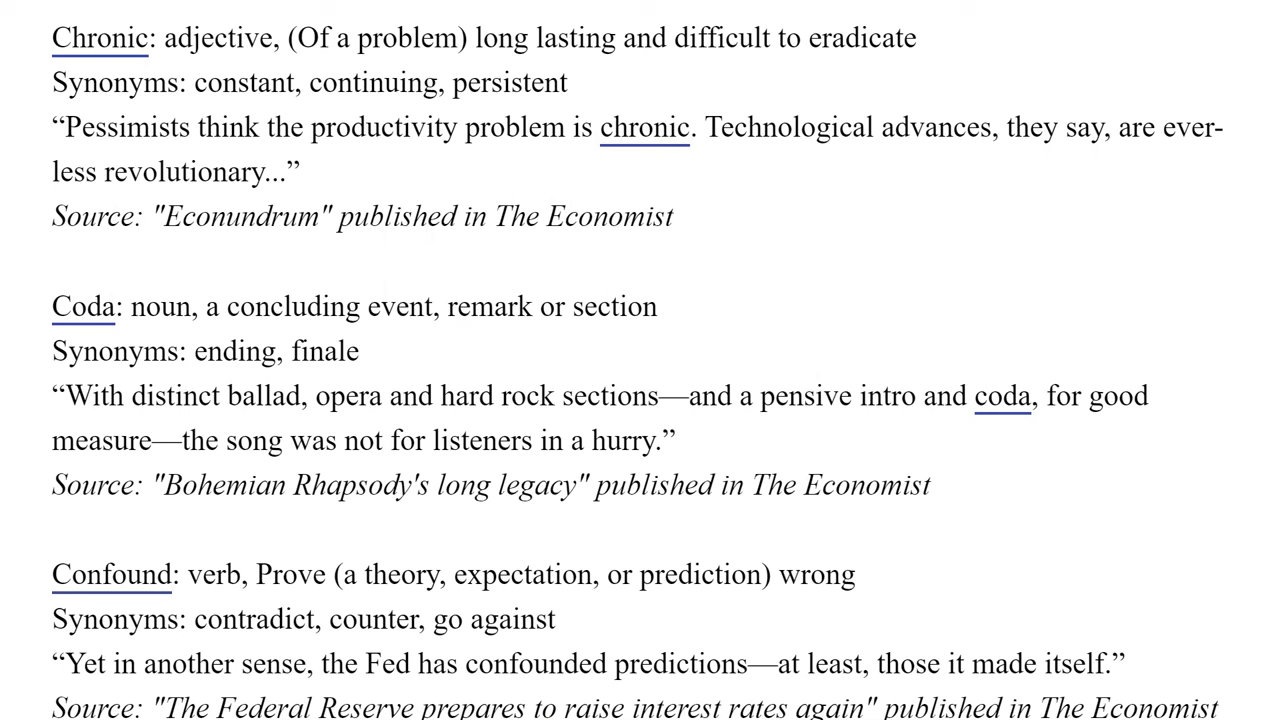 Chronic: adjective, (Of a problem) long lasting and difficult to eradicate
Synonyms: constant, continuing, persistent
“Pessimists think the productivity problem is chronic. Technological advances, they say, are ever-
less revolutionary...”
Source: "Econundrum" published in The Economist
Coda: noun, a concluding event, remark or section
Synonyms: ending, finale
“With distinct ballad, opera and hard rock sections—and a pensive intro and coda, for good
measure—the song was not for listeners in a hurry.”
Source: "Bohemian Rhapsody's long legacy" published in The Economist
Confound: verb, Prove (a theory, expectation, or prediction) wrong
Synonyms: contradict, counter, go against
“Yet in another sense, the Fed has confounded predictions—at least, those it made itself.”
Source: "The Federal Reserve prepares to raise interest rates again" published in The Economist